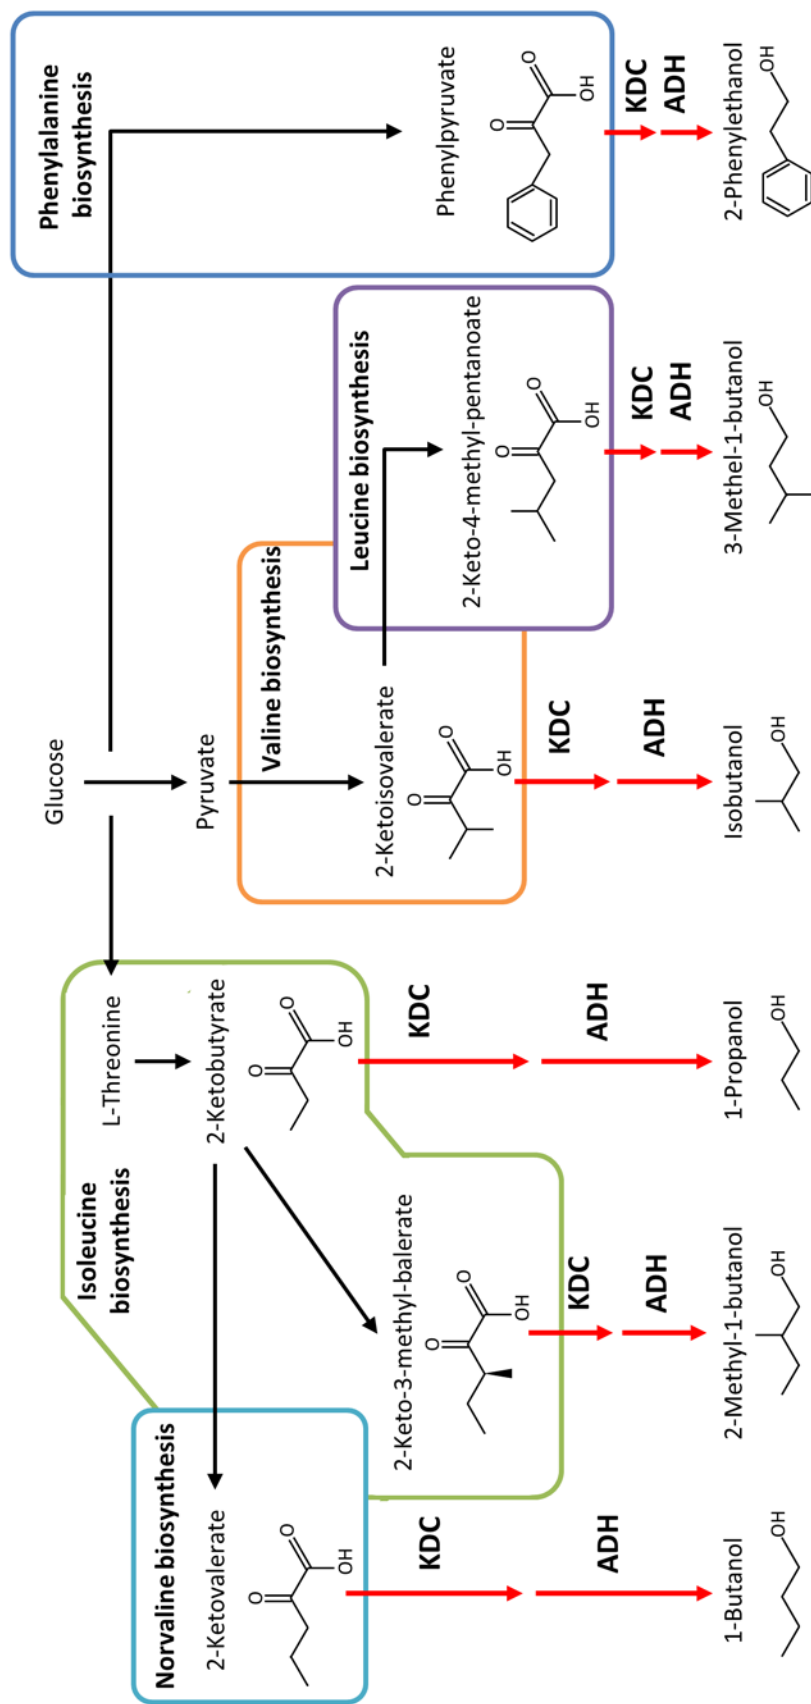 Glucose
Phenylalanine
biosynthesis
L-Threonine
Isoleucine
biosynthesis
Norvaline biosynthesis
Pyruvate
2-Ketovalerate
2-Ketobutyrate
Valine biosynthesis
Leucine biosynthesis
O
OH
O
O
OH
O
2-Keto-3-methyl-balerate
2-Ketoisovalerate
2-Keto-4-methyl-pentanoate
Phenylpyruvate
O
OH
O
O
OH
O
O
OH
O
O
OH
O
KDC
ADH
KDC
ADH
KDC
ADH
KDC
ADH
KDC
ADH
KDC
ADH
1-Butanol
2-Methyl-1-butanol
1-Propanol
Isobutanol
3-Methel-1-butanol
2-Phenylethanol
OH
OH
OH
OH
OH
OH